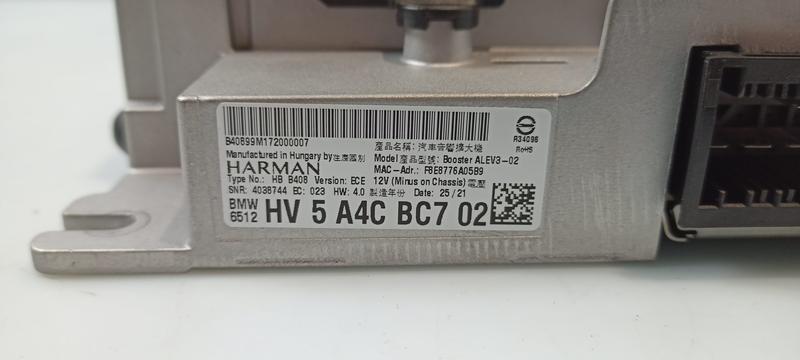 B40899M172000007
Manufactured in Hungary by 生產國別
HARMAN
Type No.: HB B408 Version: ECE 12V (Minus on Chassis) 電壓
SNR: 4038744 EC: 023 HW: 4.0 製造年份 Date: 25/21
產品名稱: 汽車音響擴大機
Model 產品型號: Booster ALEV3-02
MAC-Adr.: F8E8776A05B9
R34096
RoHS
BMW
6512
HV 5 A4C BC7 02